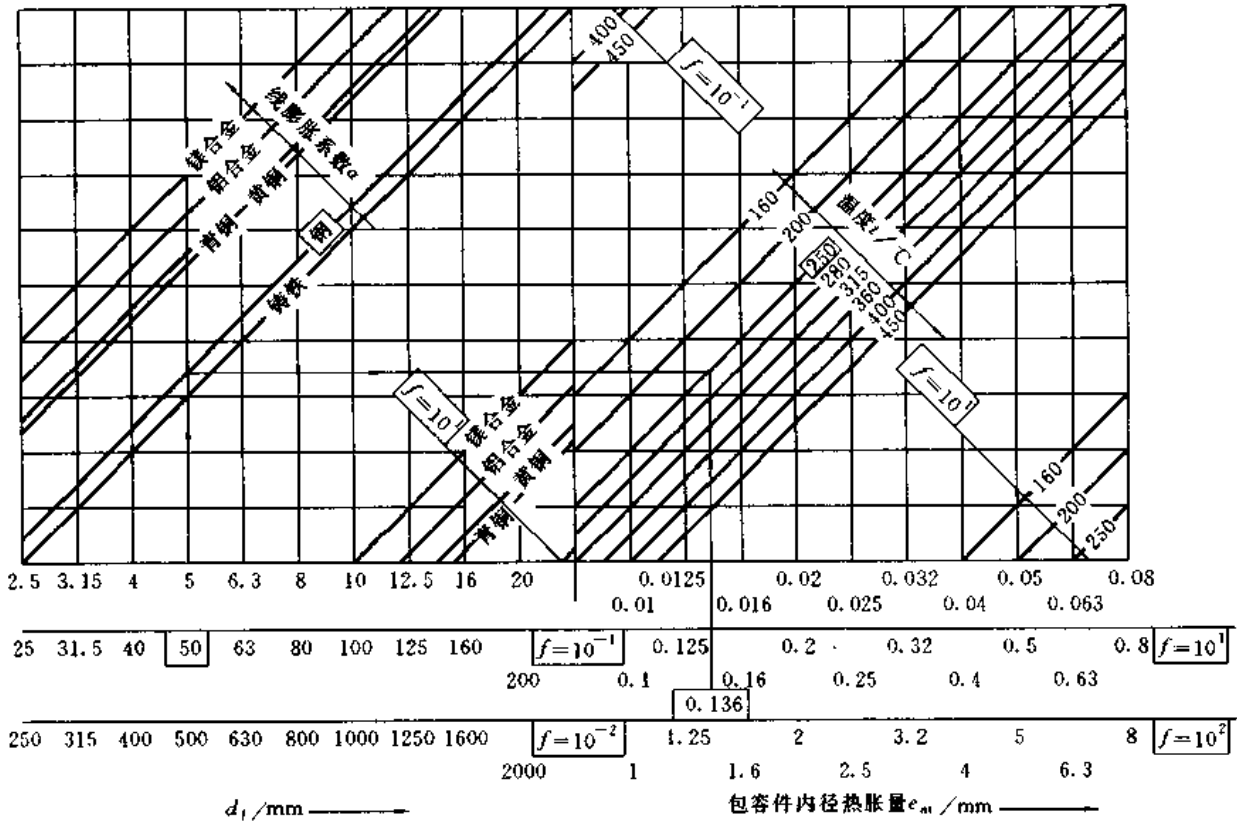 400
450
f=10⁻¹
线膨胀系数α
镁合金
铝合金
青铜 黄铜
钢
铸铁
160
200
250
280
315
360
400
450
温度t/℃
f=10¹
f=10¹
镁合金
铝合金
黄铜
青铜
160
200
250
2.5 3.15 4 5 6.3 8 10 12.5 16 20 0.0125 0.02 0.032 0.05 0.08
0.01 0.016 0.025 0.04 0.063
25 31.5 40 50 63 80 100 125 160 f=10⁻¹ 0.125 0.2 0.32 0.5 0.8 f=10¹
200 0.1 0.16 0.25 0.4 0.63
0.136
250 315 400 500 630 800 1000 1250 1600 f=10⁻² 1.25 2 3.2 5 8 f=10²
2000 1 1.6 2.5 4 6.3
d_f/mm 包容件内径热胀量e_at/mm